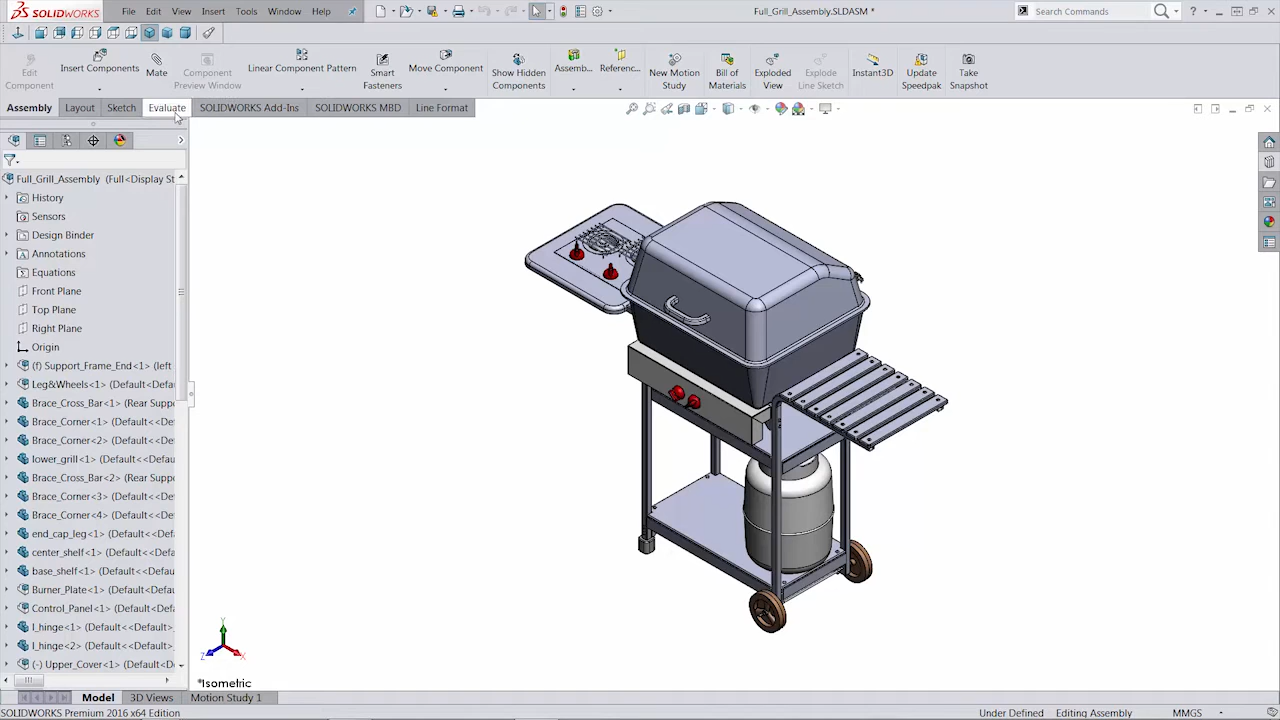 SOLIDWORKS
File Edit View Insert Tools Window Help
Full_Grill_Assembly.SLDASM *
Search Commands
Edit Component
Insert Components
Mate
Component Preview Window
Linear Component Pattern
Smart Fasteners
Move Component
Show Hidden Components
Assemb...
Referenc...
New Motion Study
Bill of Materials
Exploded View
Explode Line Sketch
Instant3D
Update Speedpak
Take Snapshot
Assembly Layout Sketch Evaluate SOLIDWORKS Add-Ins SOLIDWORKS MBD Line Format
Full_Grill_Assembly (Full<Display St
History
Sensors
Design Binder
Annotations
Equations
Front Plane
Top Plane
Right Plane
Origin
(f) Support_Frame_End<1> (left
Leg&Wheels<1> (Default<Defa
Brace_Cross_Bar<1> (Rear Supp
Brace_Corner<1> (Default<<De
Brace_Corner<2> (Default<<De
lower_grill<1> (Default<<Defau
Brace_Cross_Bar<2> (Rear Supp
Brace_Corner<3> (Default<<De
Brace_Corner<4> (Default<<De
end_cap_leg<1> (Default<<Def
center_shelf<1> (Default<<Def
base_shelf<1> (Default<<Defau
Burner_Plate<1> (Default<Defa
Control_Panel<1> (Default<Def
l_hinge<1> (Default<<Default>_
l_hinge<2> (Default<<Default>_
(-) Upper_Cover<1> (Default<D
Y
Z
X
*Isometric
Model 3D Views Motion Study 1
SOLIDWORKS Premium 2016 x64 Edition
Under Defined Editing Assembly MMGS